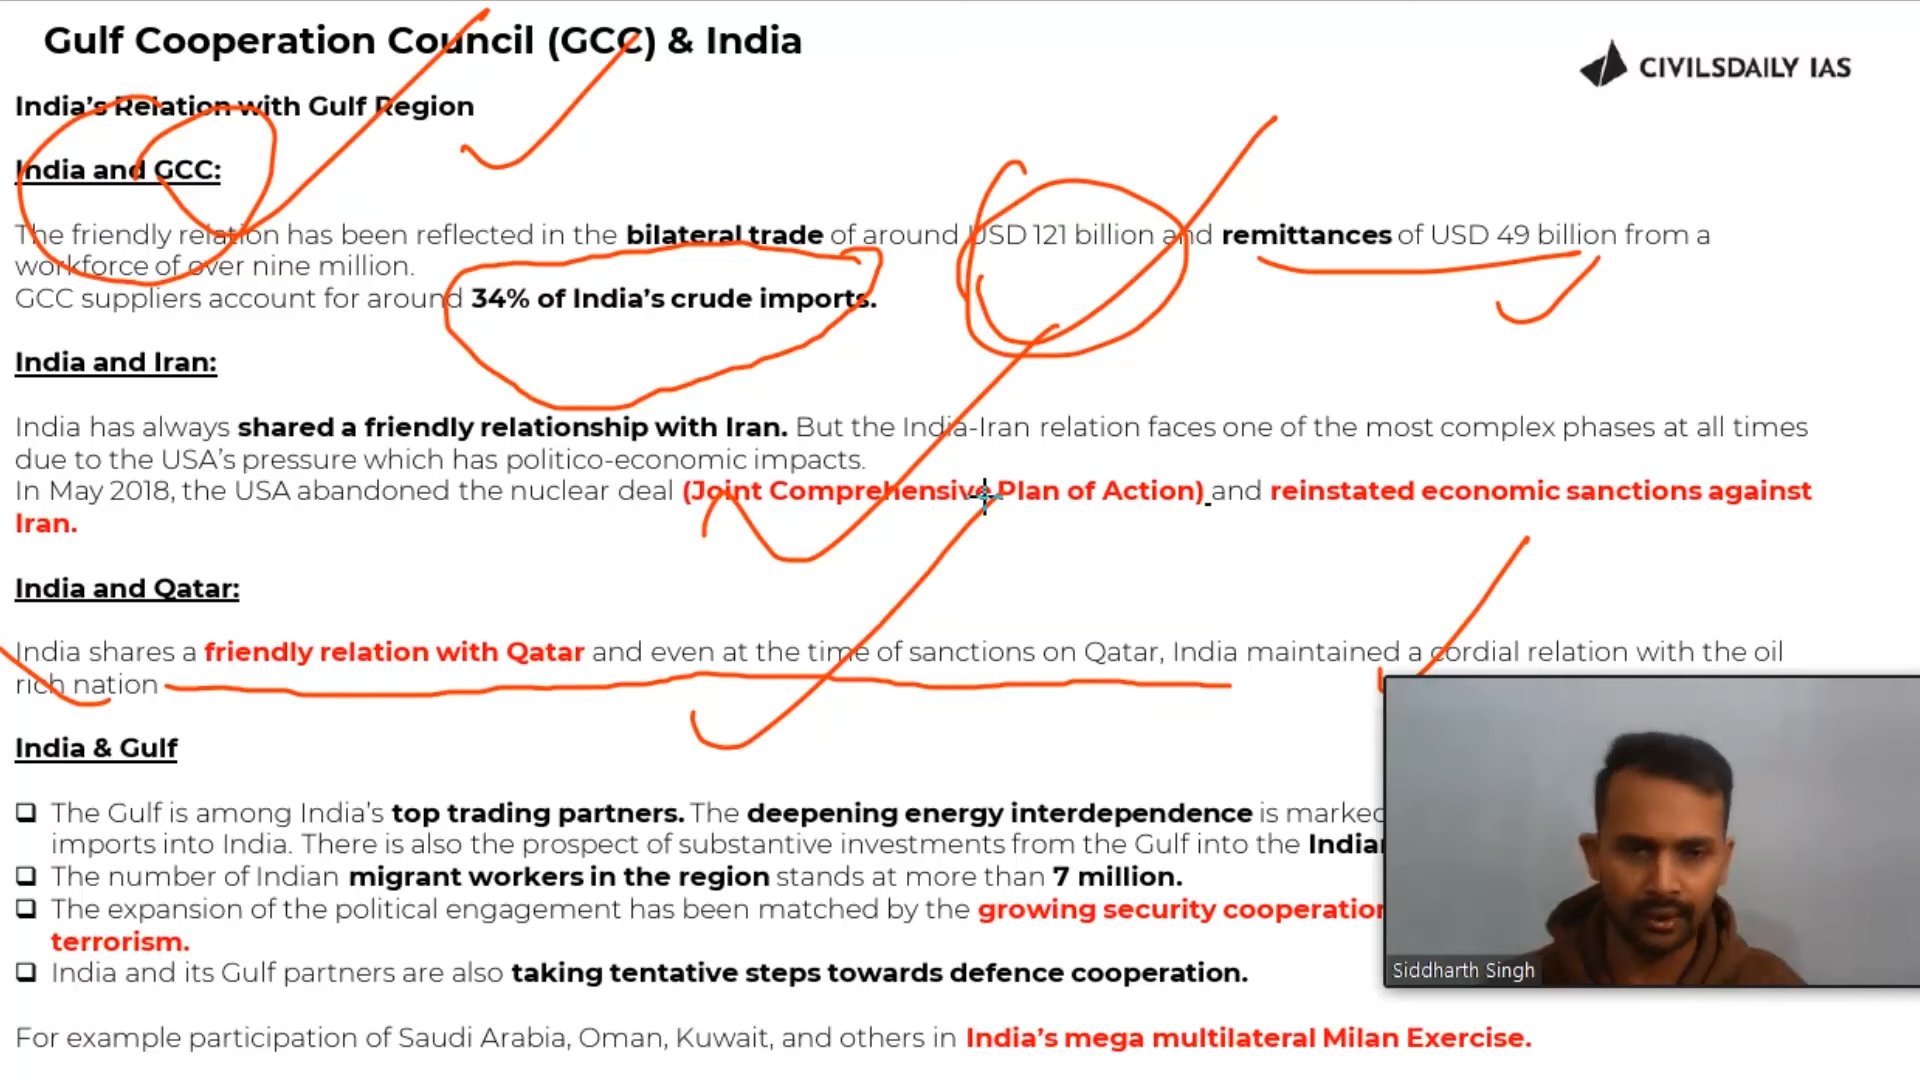 Gulf Cooperation Council (GCC) & India
CIVILSDAILY IAS
India's Relation with Gulf Region
India and GCC:
The friendly relation has been reflected in the bilateral trade of around USD 121 billion and remittances of USD 49 billion from a
workforce of over nine million.
GCC suppliers account for around 34% of India's crude imports.
India and Iran:
India has always shared a friendly relationship with Iran. But the India-Iran relation faces one of the most complex phases at all times
due to the USA's pressure which has politico-economic impacts.
In May 2018, the USA abandoned the nuclear deal (Joint Comprehensive Plan of Action) and reinstated economic sanctions against
Iran.
India and Qatar:
India shares a friendly relation with Qatar and even at the time of sanctions on Qatar, India maintained a cordial relation with the oil
rich nation
India & Gulf
❑ The Gulf is among India's top trading partners. The deepening energy interdependence is marked
imports into India. There is also the prospect of substantive investments from the Gulf into the
❑ The number of Indian migrant workers in the region stands at more than 7 million.
❑ The expansion of the political engagement has been matched by the growing security cooperation
terrorism.
❑ India and its Gulf partners are also taking tentative steps towards defence cooperation.
For example participation of Saudi Arabia, Oman, Kuwait, and others in India's mega multilateral Milan Exercise.
Siddharth Singh